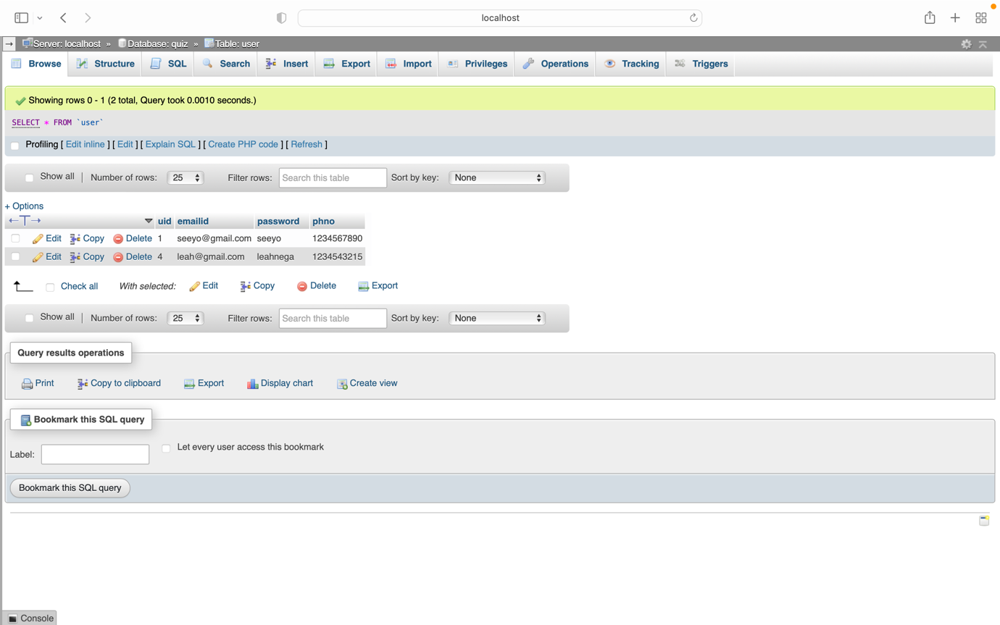 localhost
Server: localhost » Database: quiz » Table: user
Browse Structure SQL Search Insert Export Import Privileges Operations Tracking Triggers
Showing rows 0 - 1 (2 total, Query took 0.0010 seconds.)
SELECT * FROM `user`
Profiling [ Edit inline ] [ Edit ] [ Explain SQL ] [ Create PHP code ] [ Refresh ]
Show all | Number of rows: 25 Filter rows: Search this table Sort by key: None
+ Options
uid emailid password phno
Edit Copy Delete 1 seeyo@gmail.com seeyo 1234567890
Edit Copy Delete 4 leah@gmail.com leahnega 1234543215
Check all With selected: Edit Copy Delete Export
Show all | Number of rows: 25 Filter rows: Search this table Sort by key: None
Query results operations
Print Copy to clipboard Export Display chart Create view
Bookmark this SQL query
Label: Let every user access this bookmark
Bookmark this SQL query
Console